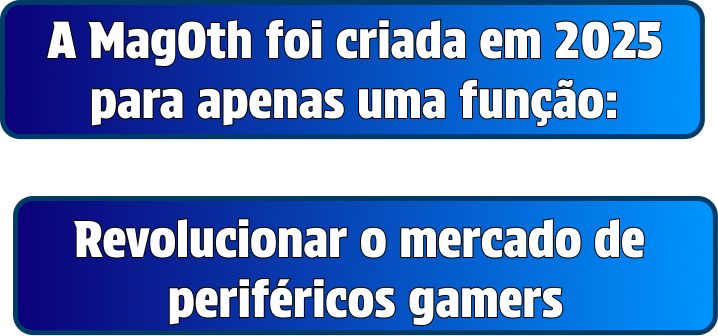 A MagOth foi criada em 2025
para apenas uma função:
Revolucionar o mercado de
periféricos gamers